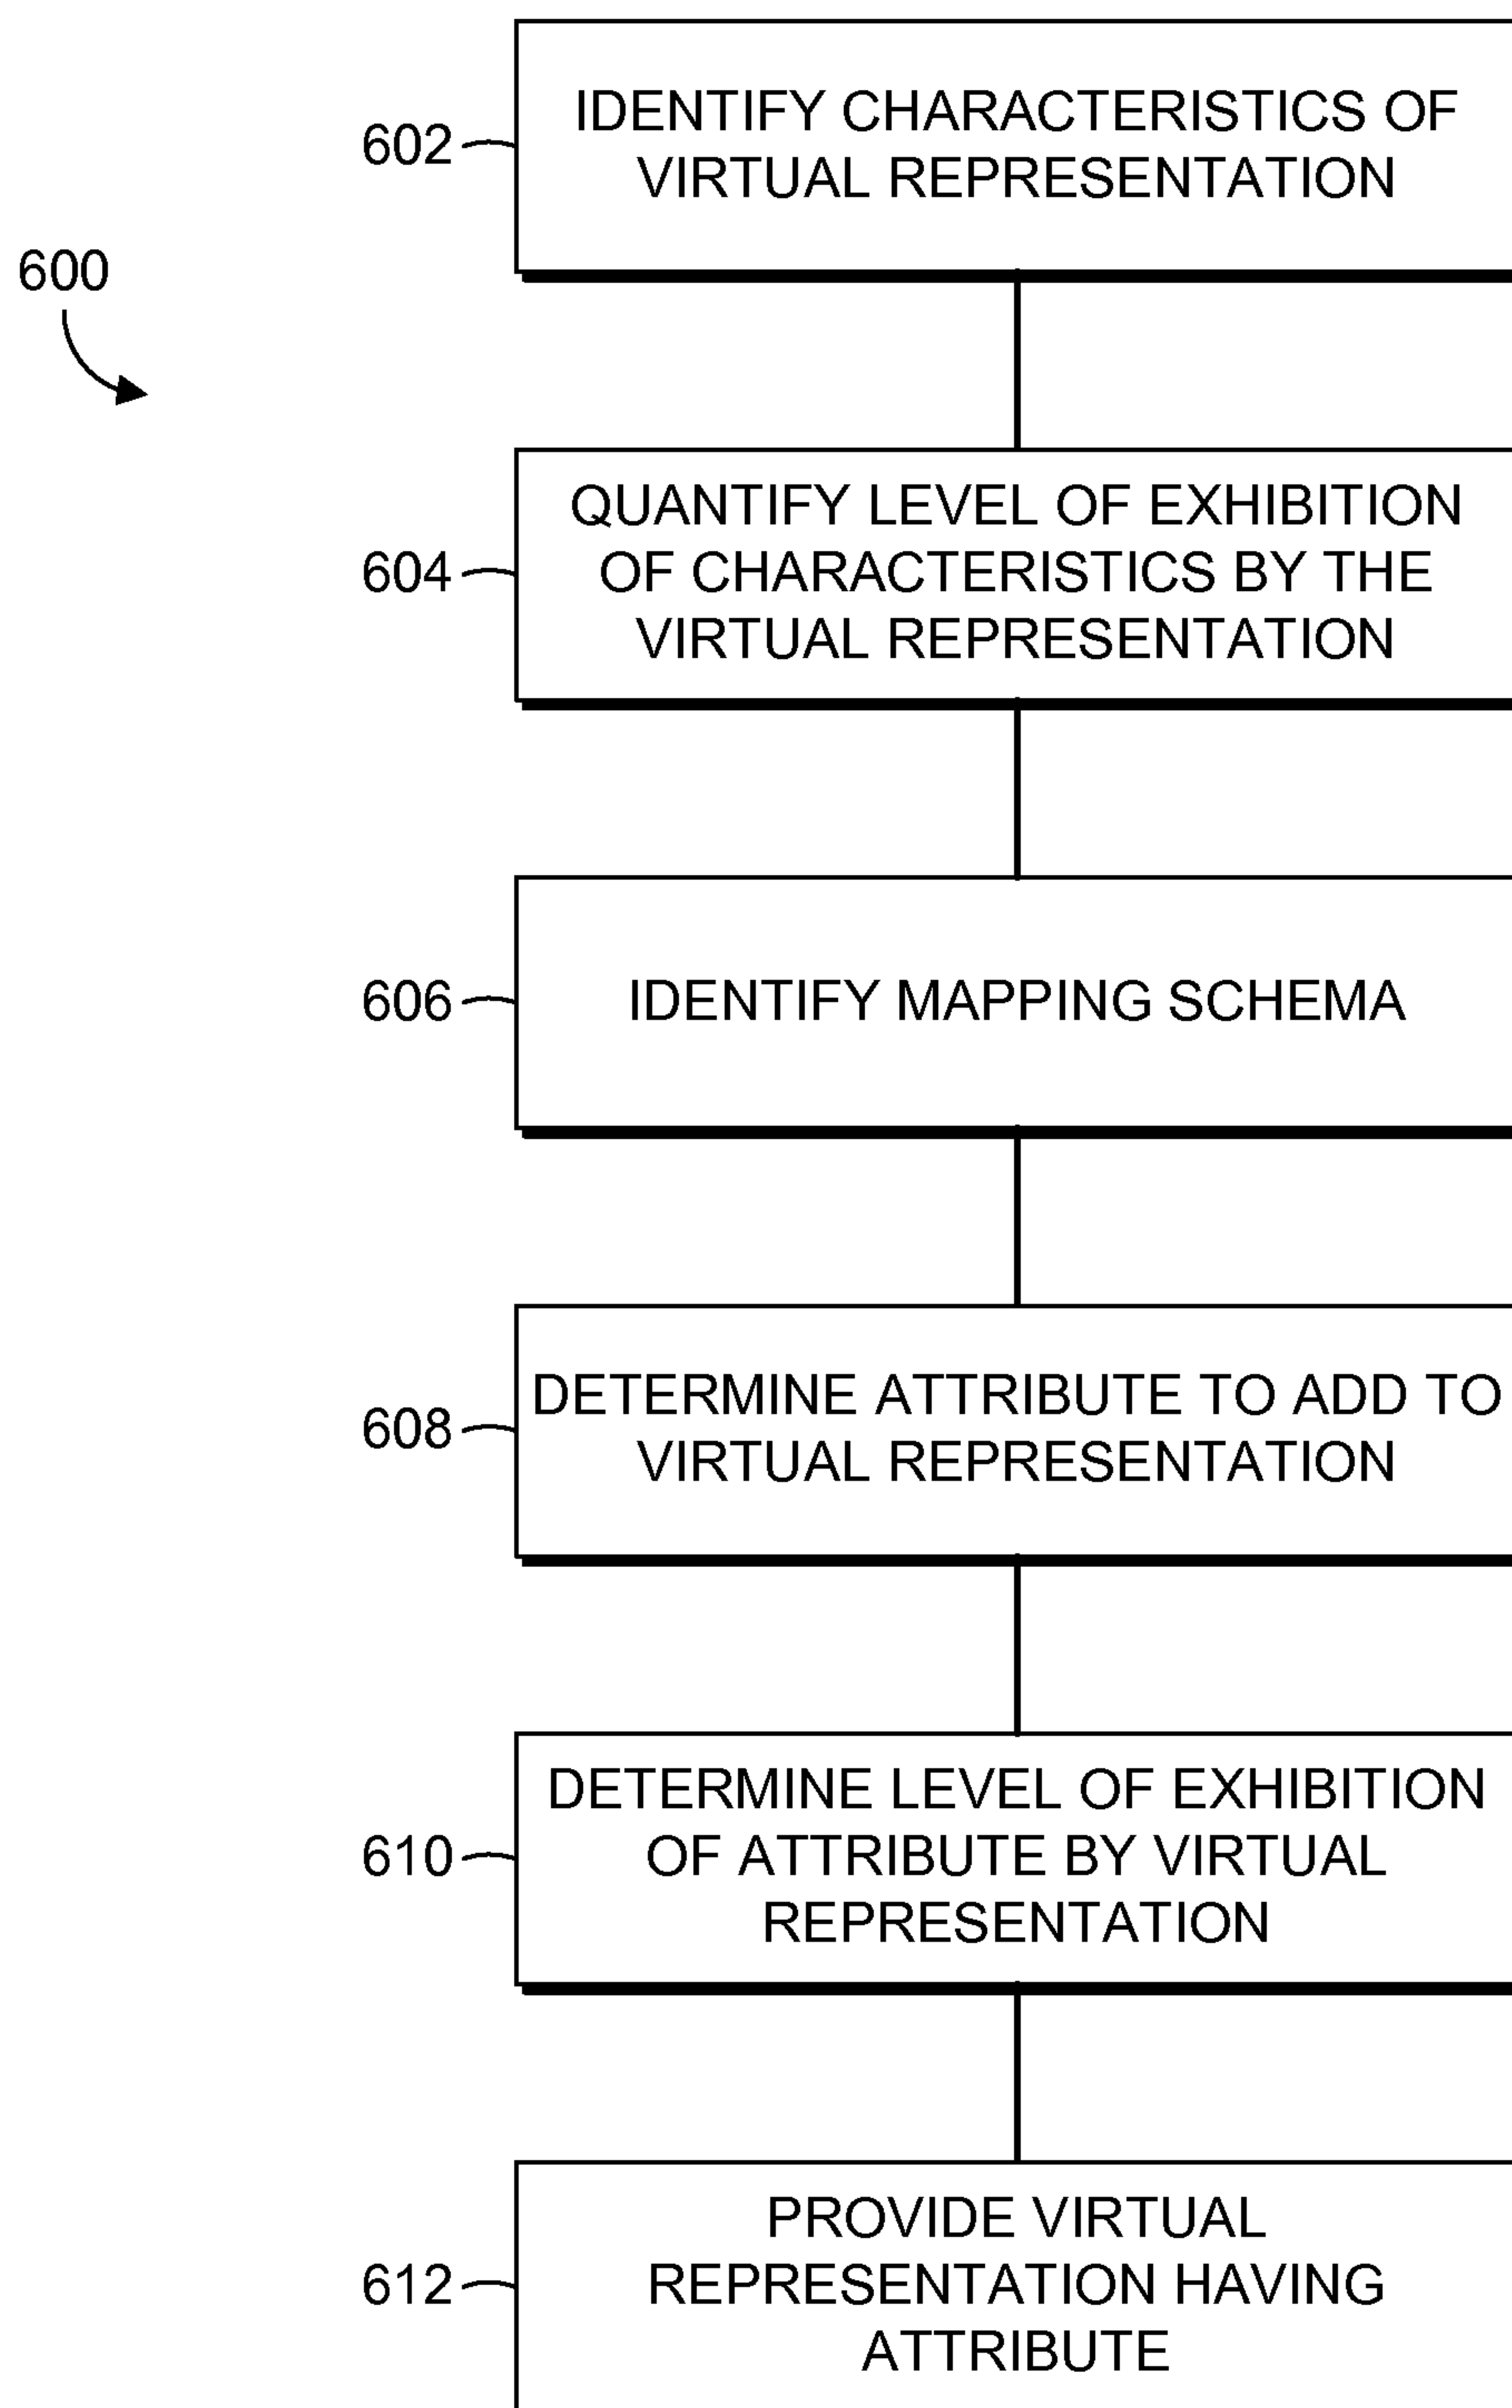 600
602
IDENTIFY CHARACTERISTICS OF
VIRTUAL REPRESENTATION
604
QUANTIFY LEVEL OF EXHIBITION
OF CHARACTERISTICS BY THE
VIRTUAL REPRESENTATION
606
IDENTIFY MAPPING SCHEMA
608
DETERMINE ATTRIBUTE TO ADD TO
VIRTUAL REPRESENTATION
610
DETERMINE LEVEL OF EXHIBITION
OF ATTRIBUTE BY VIRTUAL
REPRESENTATION
612
PROVIDE VIRTUAL
REPRESENTATION HAVING
ATTRIBUTE